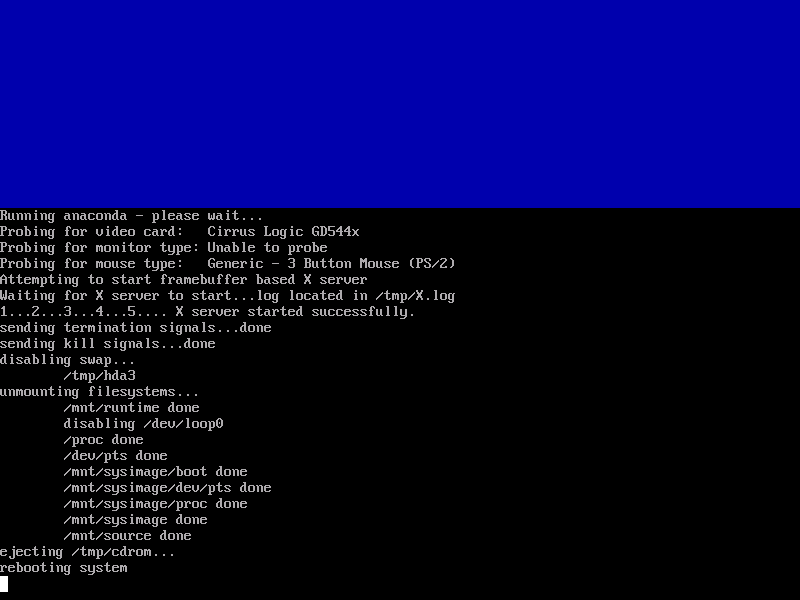 Running anaconda - please wait...
Probing for video card:   Cirrus Logic GD544x
Probing for monitor type: Unable to probe
Probing for mouse type:   Generic - 3 Button Mouse (PS/2)
Attempting to start framebuffer based X server
Waiting for X server to start...log located in /tmp/X.log
1...2...3...4...5.... X server started successfully.
sending termination signals...done
sending kill signals...done
disabling swap...
        /tmp/hda3
unmounting filesystems...
        /mnt/runtime done
        disabling /dev/loop0
        /proc done
        /dev/pts done
        /mnt/sysimage/boot done
        /mnt/sysimage/dev/pts done
        /mnt/sysimage/proc done
        /mnt/sysimage done
        /mnt/source done
ejecting /tmp/cdrom...
rebooting system